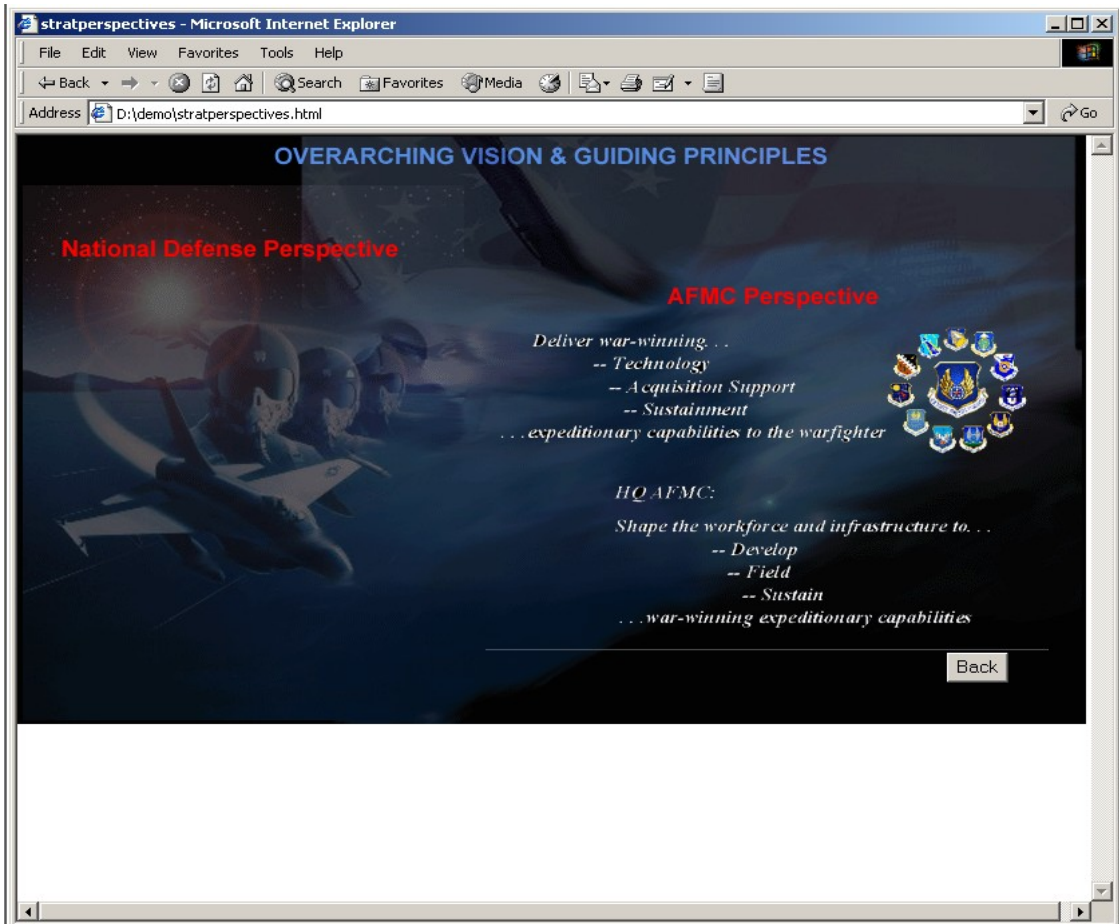 stratperspectives - Microsoft Internet Explorer
File Edit View Favorites Tools Help
Back Search Favorites Media
Address D:\demo\stratperspectives.html Go
OVERARCHING VISION & GUIDING PRINCIPLES
National Defense Perspective
AFMC Perspective
Deliver war-winning. . .
-- Technology
-- Acquisition Support
-- Sustainment
. . .expeditionary capabilities to the warfighter
HQ AFMC:
Shape the workforce and infrastructure to. . .
-- Develop
-- Field
-- Sustain
. . .war-winning expeditionary capabilities
Back